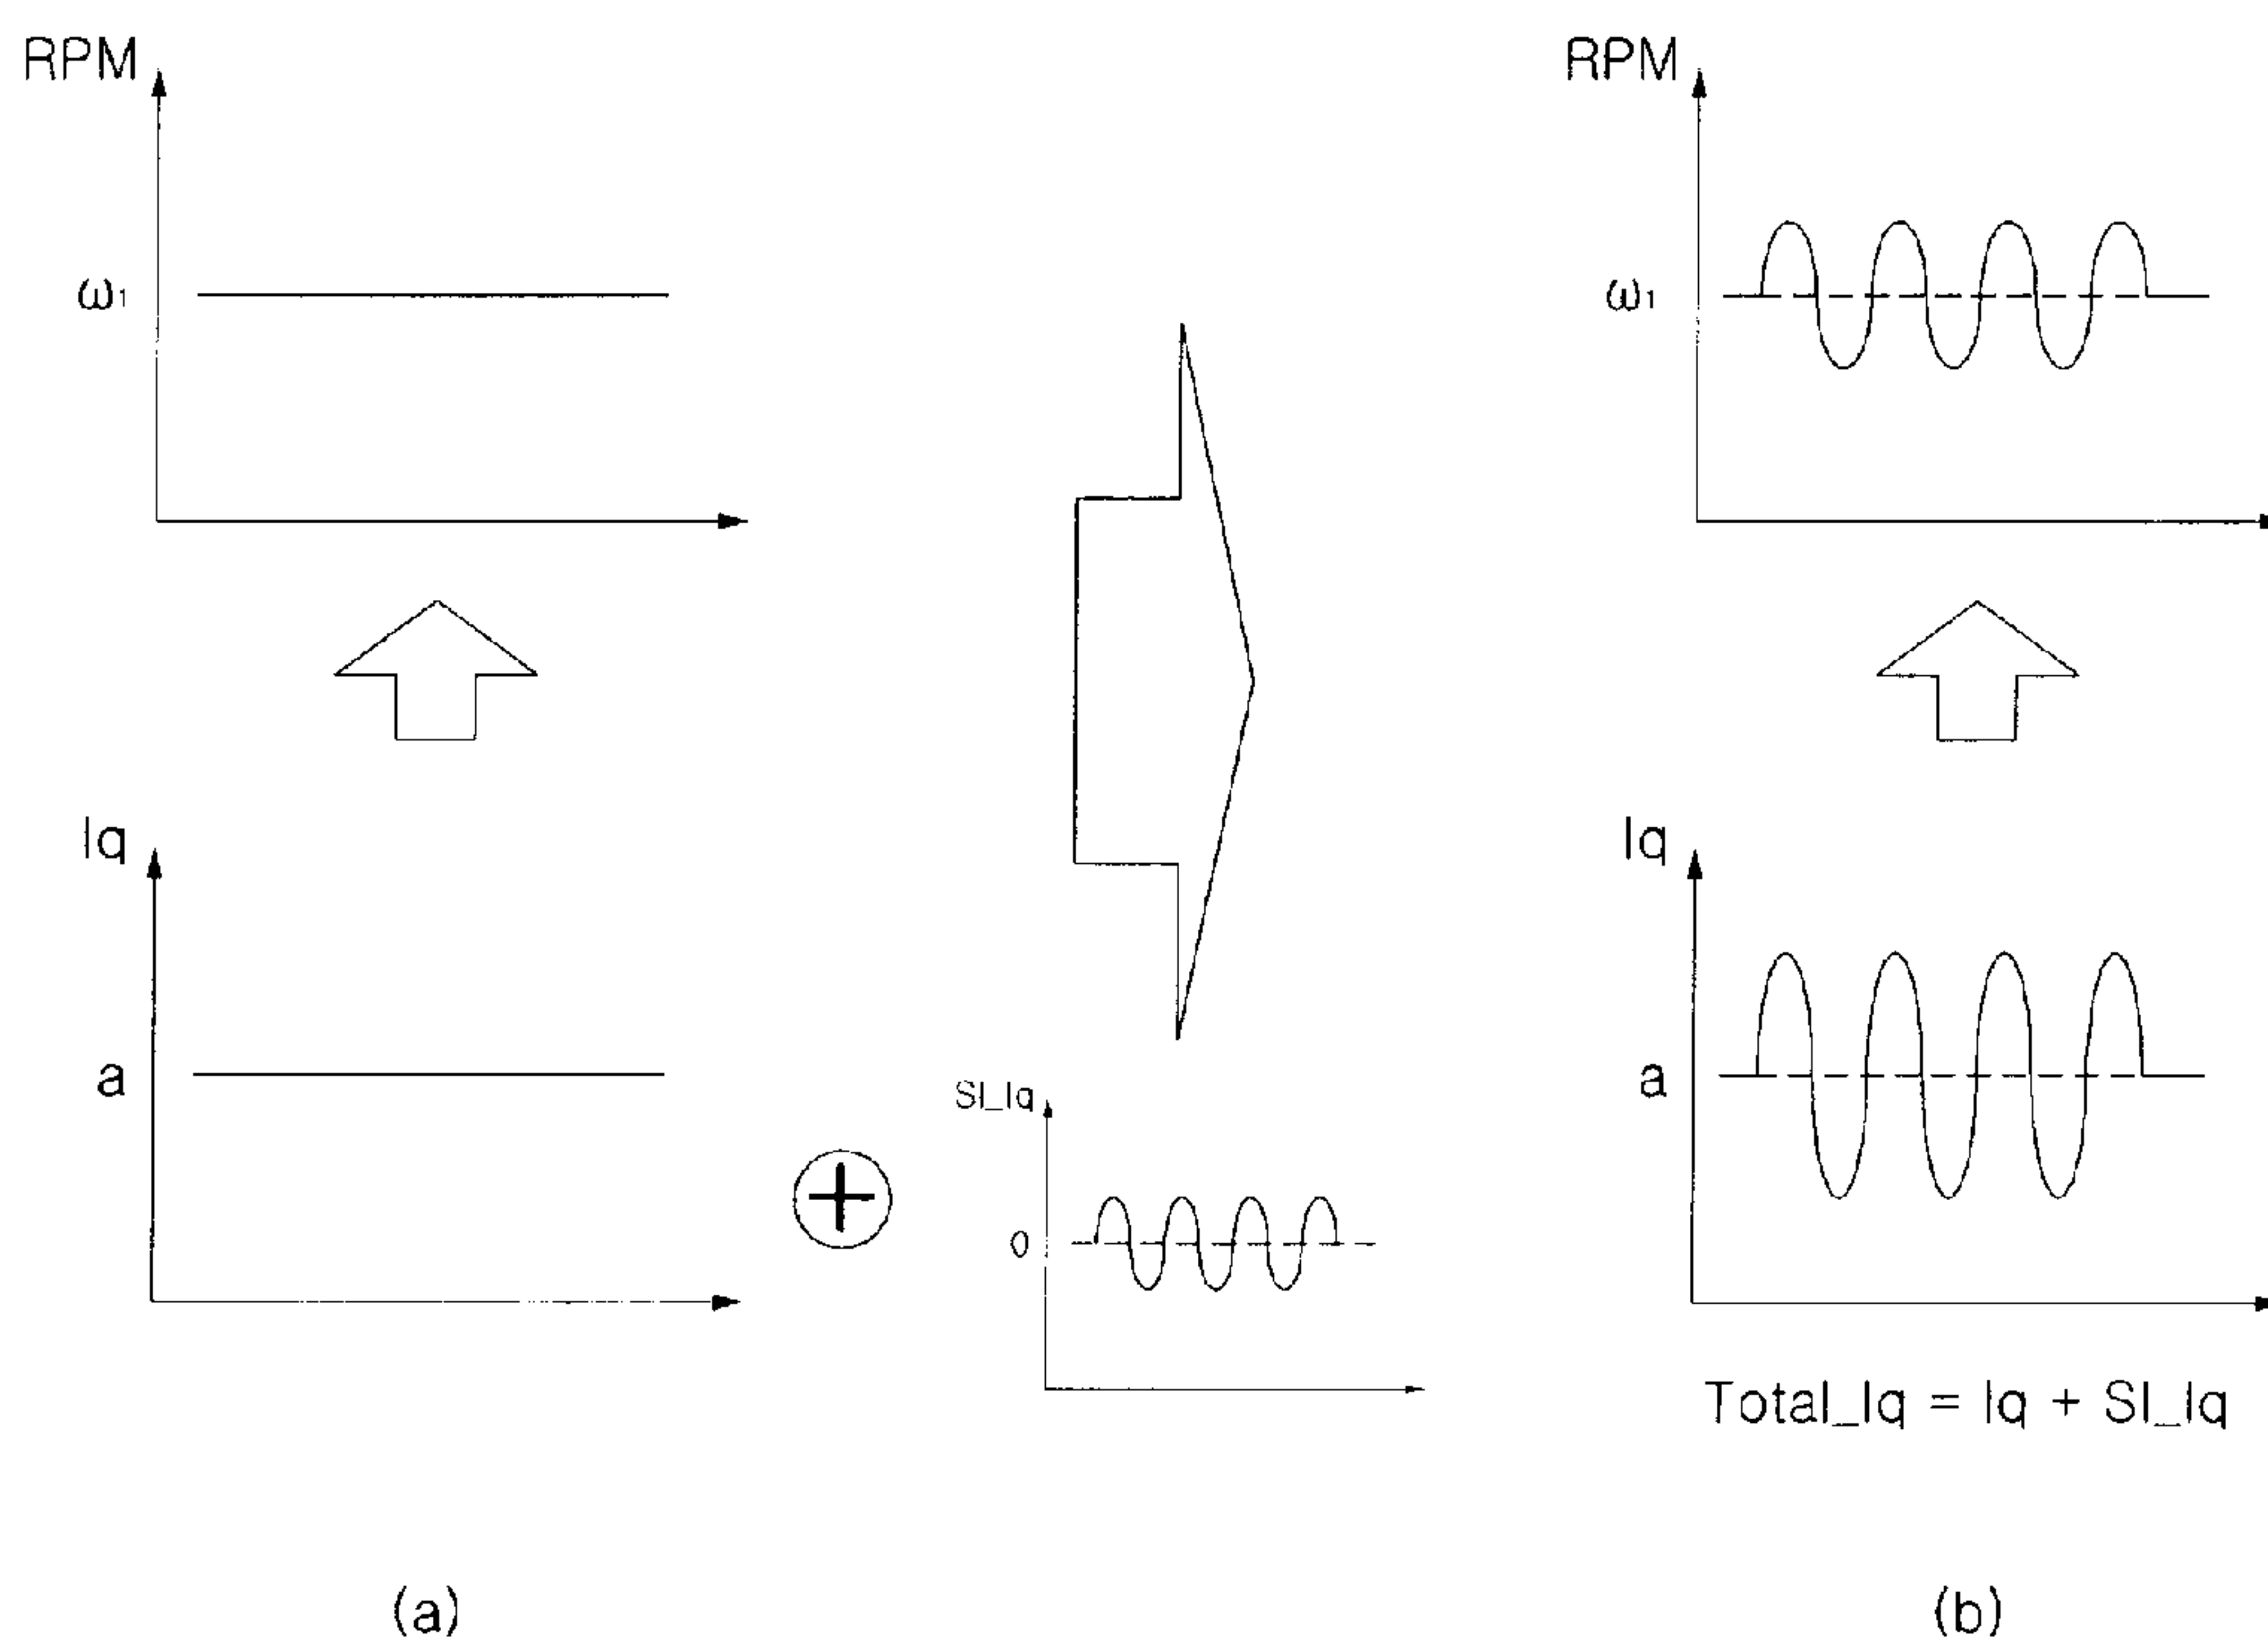 RPM
ω1
Iq
a
SI_Iq
0
(a)
RPM
ω1
Iq
a
Total_Iq = Iq + SI_Iq
(b)